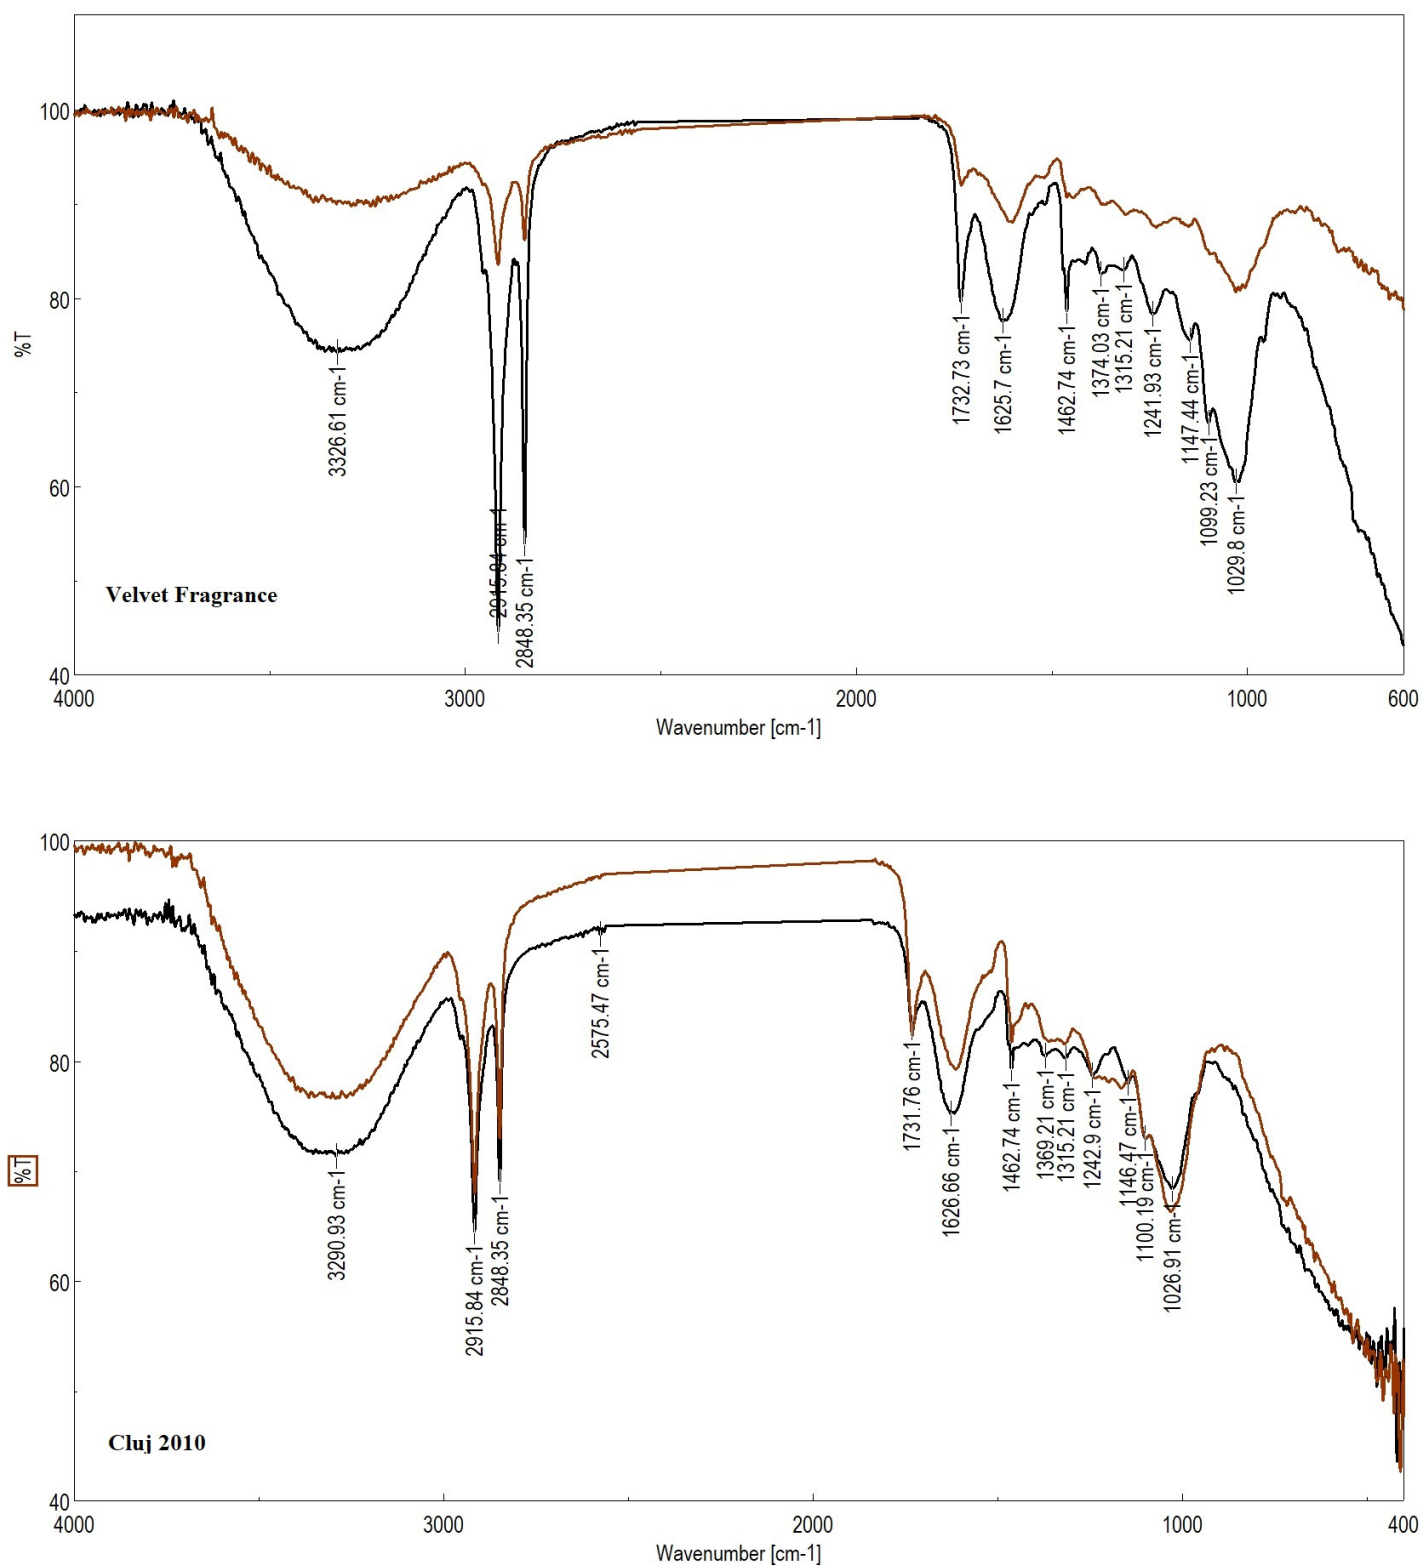 100
80
60
40
%T
3326.61 cm-1
2915.84 cm-1
2848.35 cm-1
1732.73 cm-1
1625.7 cm-1
1462.74 cm-1
1374.03 cm-1
1315.21 cm-1
1241.93 cm-1
1147.44 cm-1
1099.23 cm-1
1029.8 cm-1
Velvet Fragrance
4000 3000 2000 1000 600
Wavenumber [cm-1]
100
80
60
40
%T
3290.93 cm-1
2915.84 cm-1
2848.35 cm-1
2575.47 cm-1
1731.76 cm-1
1626.66 cm-1
1462.74 cm-1
1369.21 cm-1
1315.21 cm-1
1242.9 cm-1
1146.47 cm-1
1100.19 cm-1
1026.91 cm-1
Cluj 2010
4000 3000 2000 1000 400
Wavenumber [cm-1]